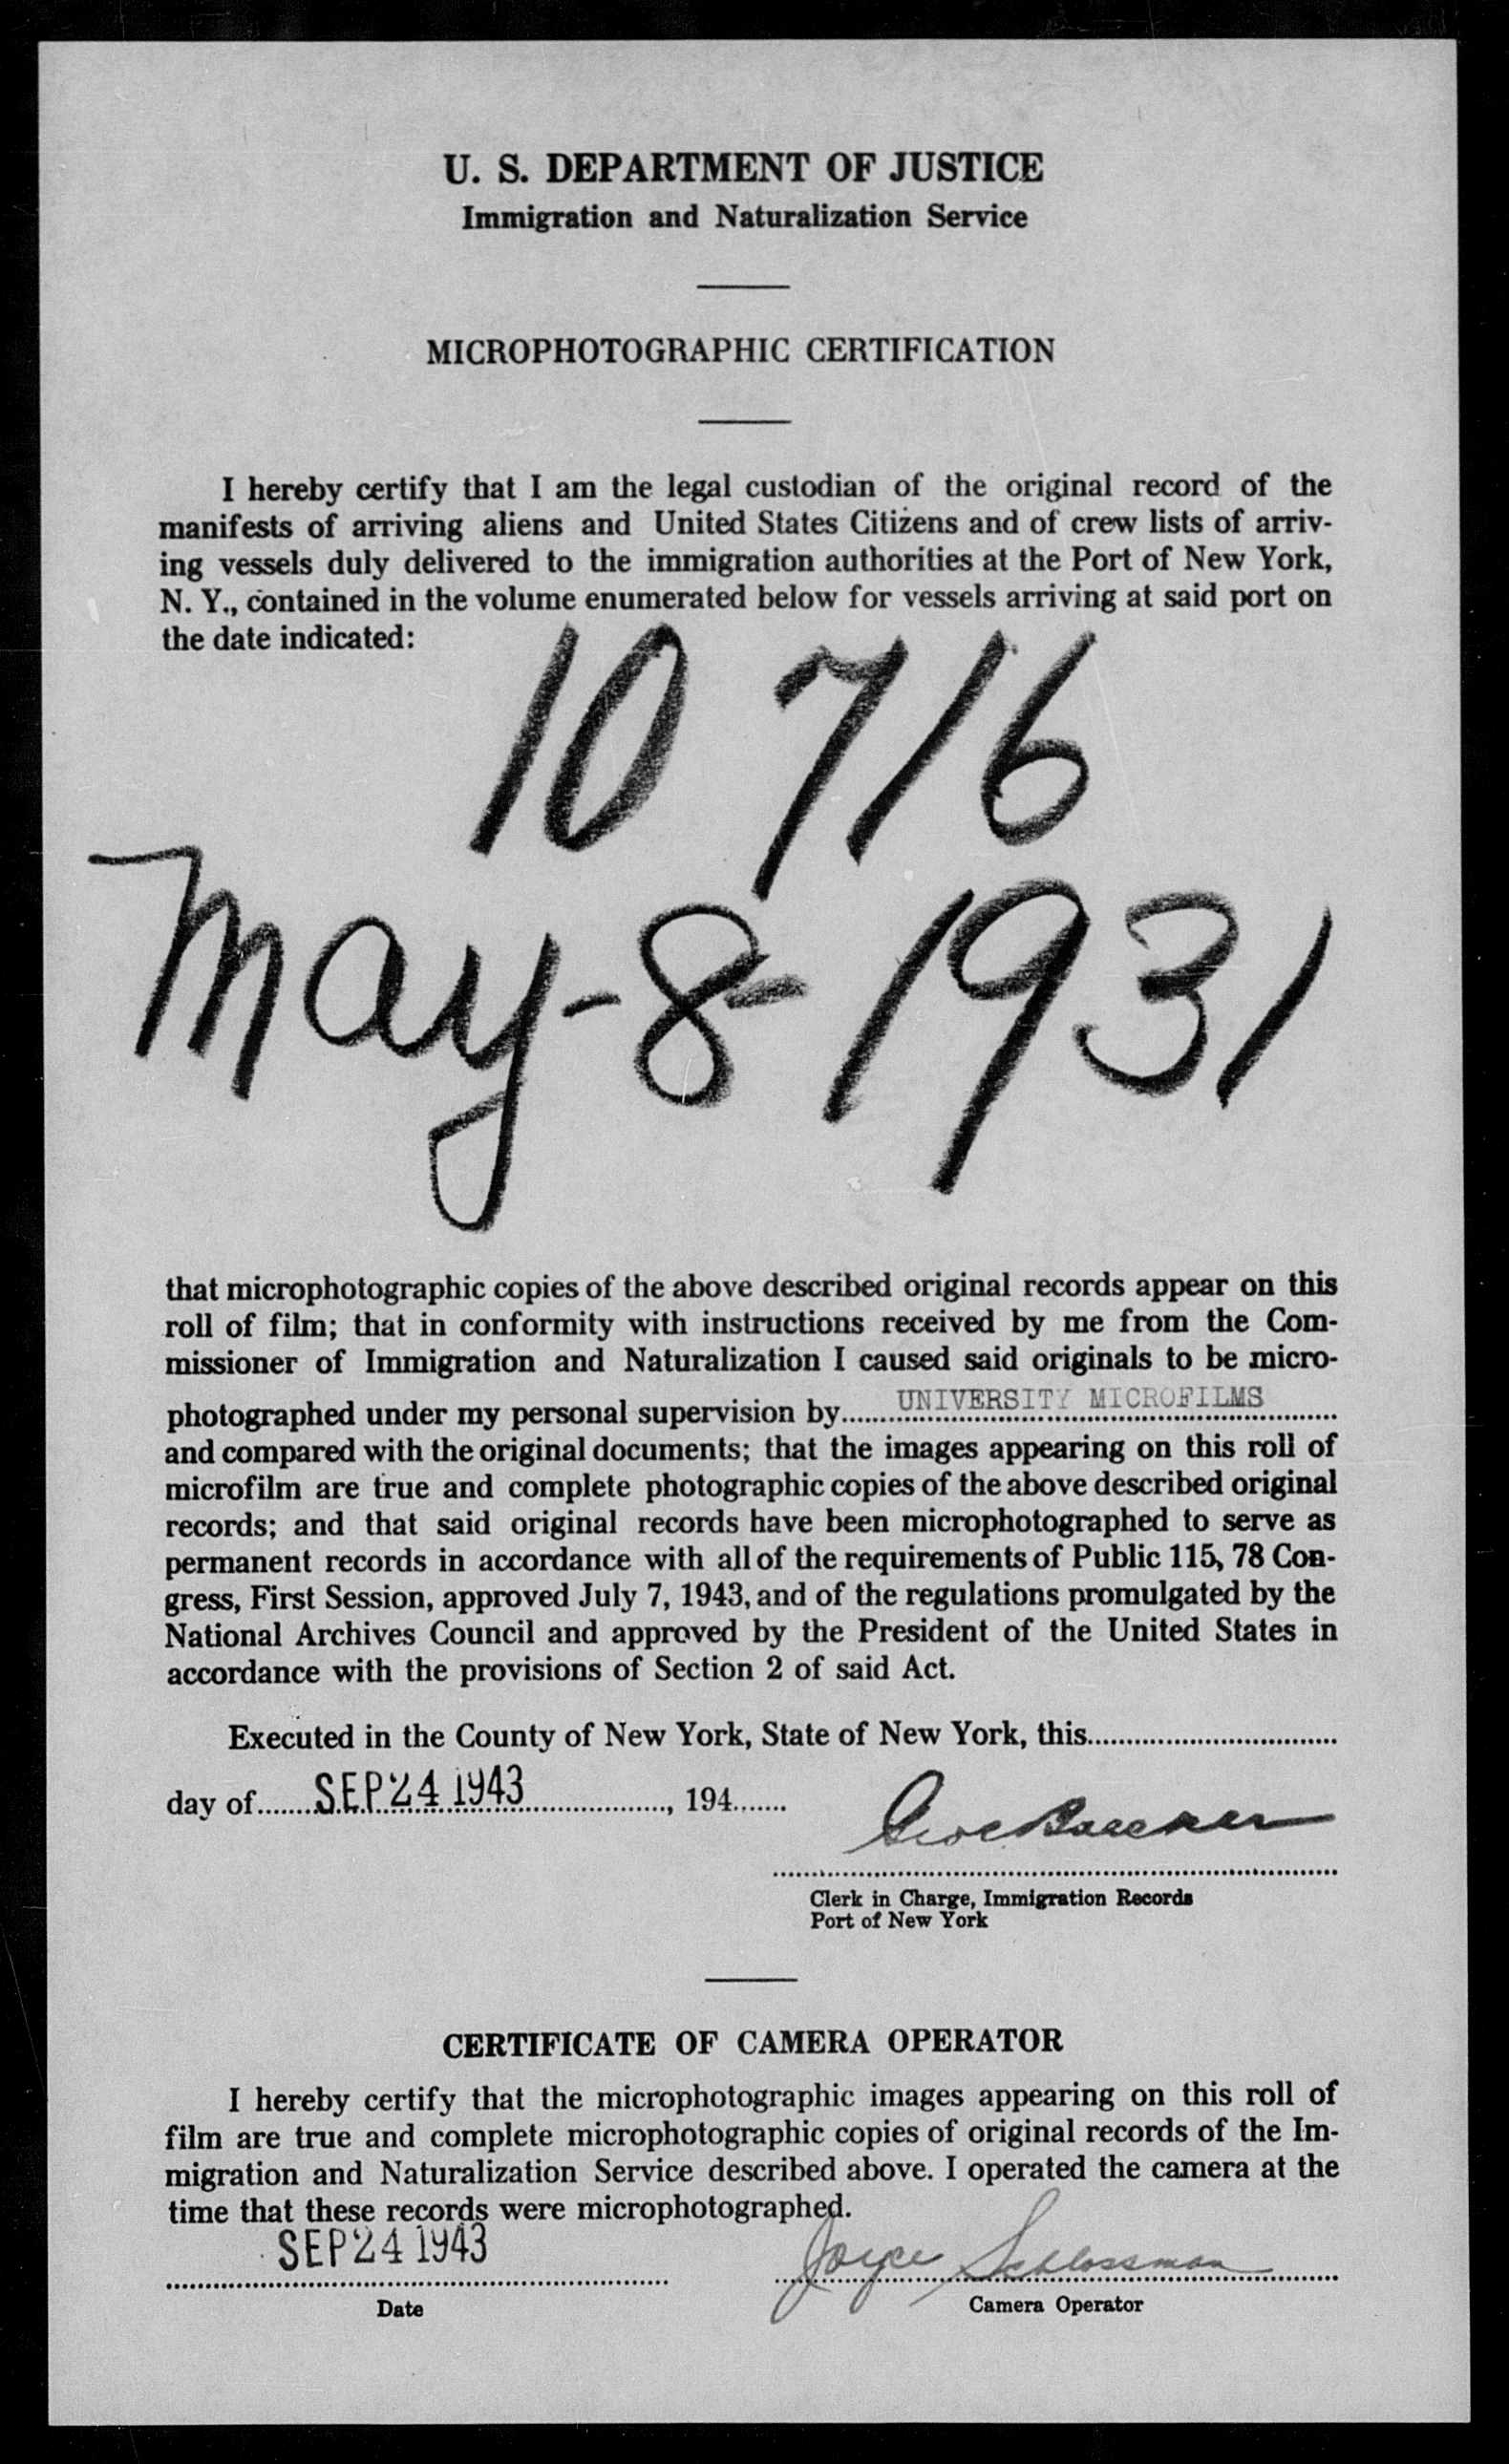 U. S. DEPARTMENT OF JUSTICE
Immigration and Naturalization Service
MICROPHOTOGRAPHIC CERTIFICATION
I hereby certify that I am the legal custodian of the original record of the
manifests of arriving aliens and United States Citizens and of crew lists of arriv-
ing vessels duly delivered to the immigration authorities at the Port of New York,
N. Y., contained in the volume enumerated below for vessels arriving at said port on
the date indicated:
10 716
May-8-1931
that microphotographic copies of the above described original records appear on this
roll of film; that in conformity with instructions received by me from the Com-
missioner of Immigration and Naturalization I caused said originals to be micro-
photographed under my personal supervision by UNIVERSITY MICROFILMS
and compared with the original documents; that the images appearing on this roll of
microfilm are true and complete photographic copies of the above described original
records; and that said original records have been microphotographed to serve as
permanent records in accordance with all of the requirements of Public 115, 78 Con-
gress, First Session, approved July 7, 1943, and of the regulations promulgated by the
National Archives Council and approved by the President of the United States in
accordance with the provisions of Section 2 of said Act.
Executed in the County of New York, State of New York, this
day of SEP 24 1943, 194
Clerk in Charge, Immigration Records
Port of New York
CERTIFICATE OF CAMERA OPERATOR
I hereby certify that the microphotographic images appearing on this roll of
film are true and complete microphotographic copies of original records of the Im-
migration and Naturalization Service described above. I operated the camera at the
time that these records were microphotographed.
SEP 24 1943 Joyce Schlossman
Date Camera Operator